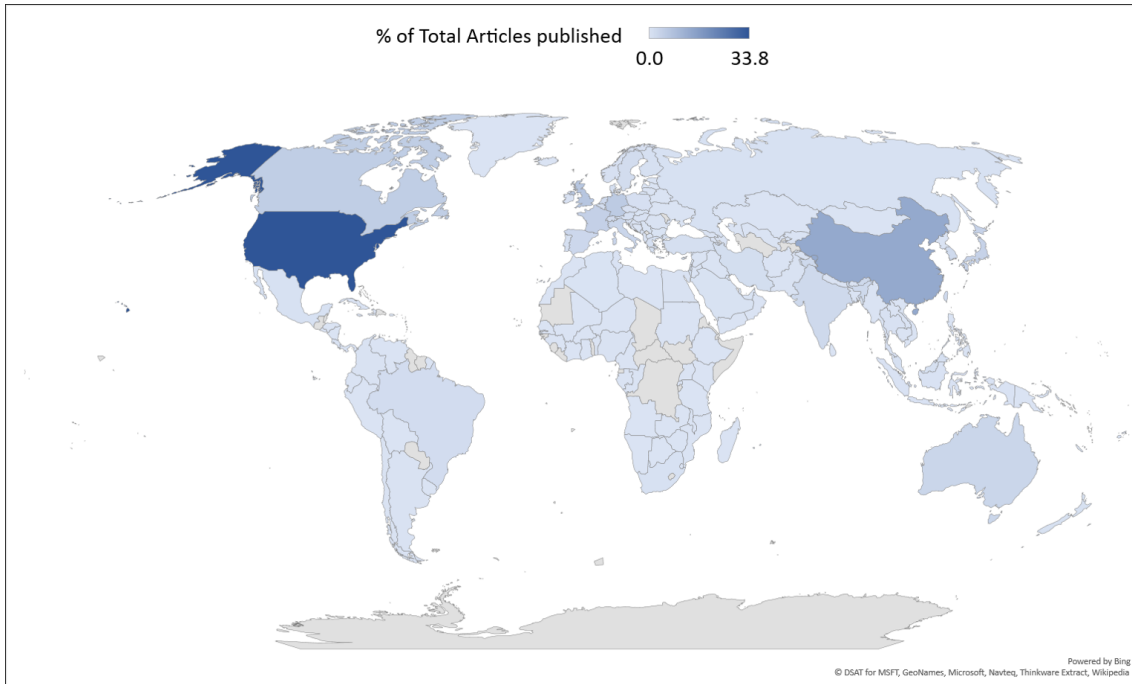 % of Total Articles published
0.0 33.8
Powered by Bing
© DSAT for MSFT, GeoNames, Microsoft, Navteq, Thinkware Extract, Wikipedia